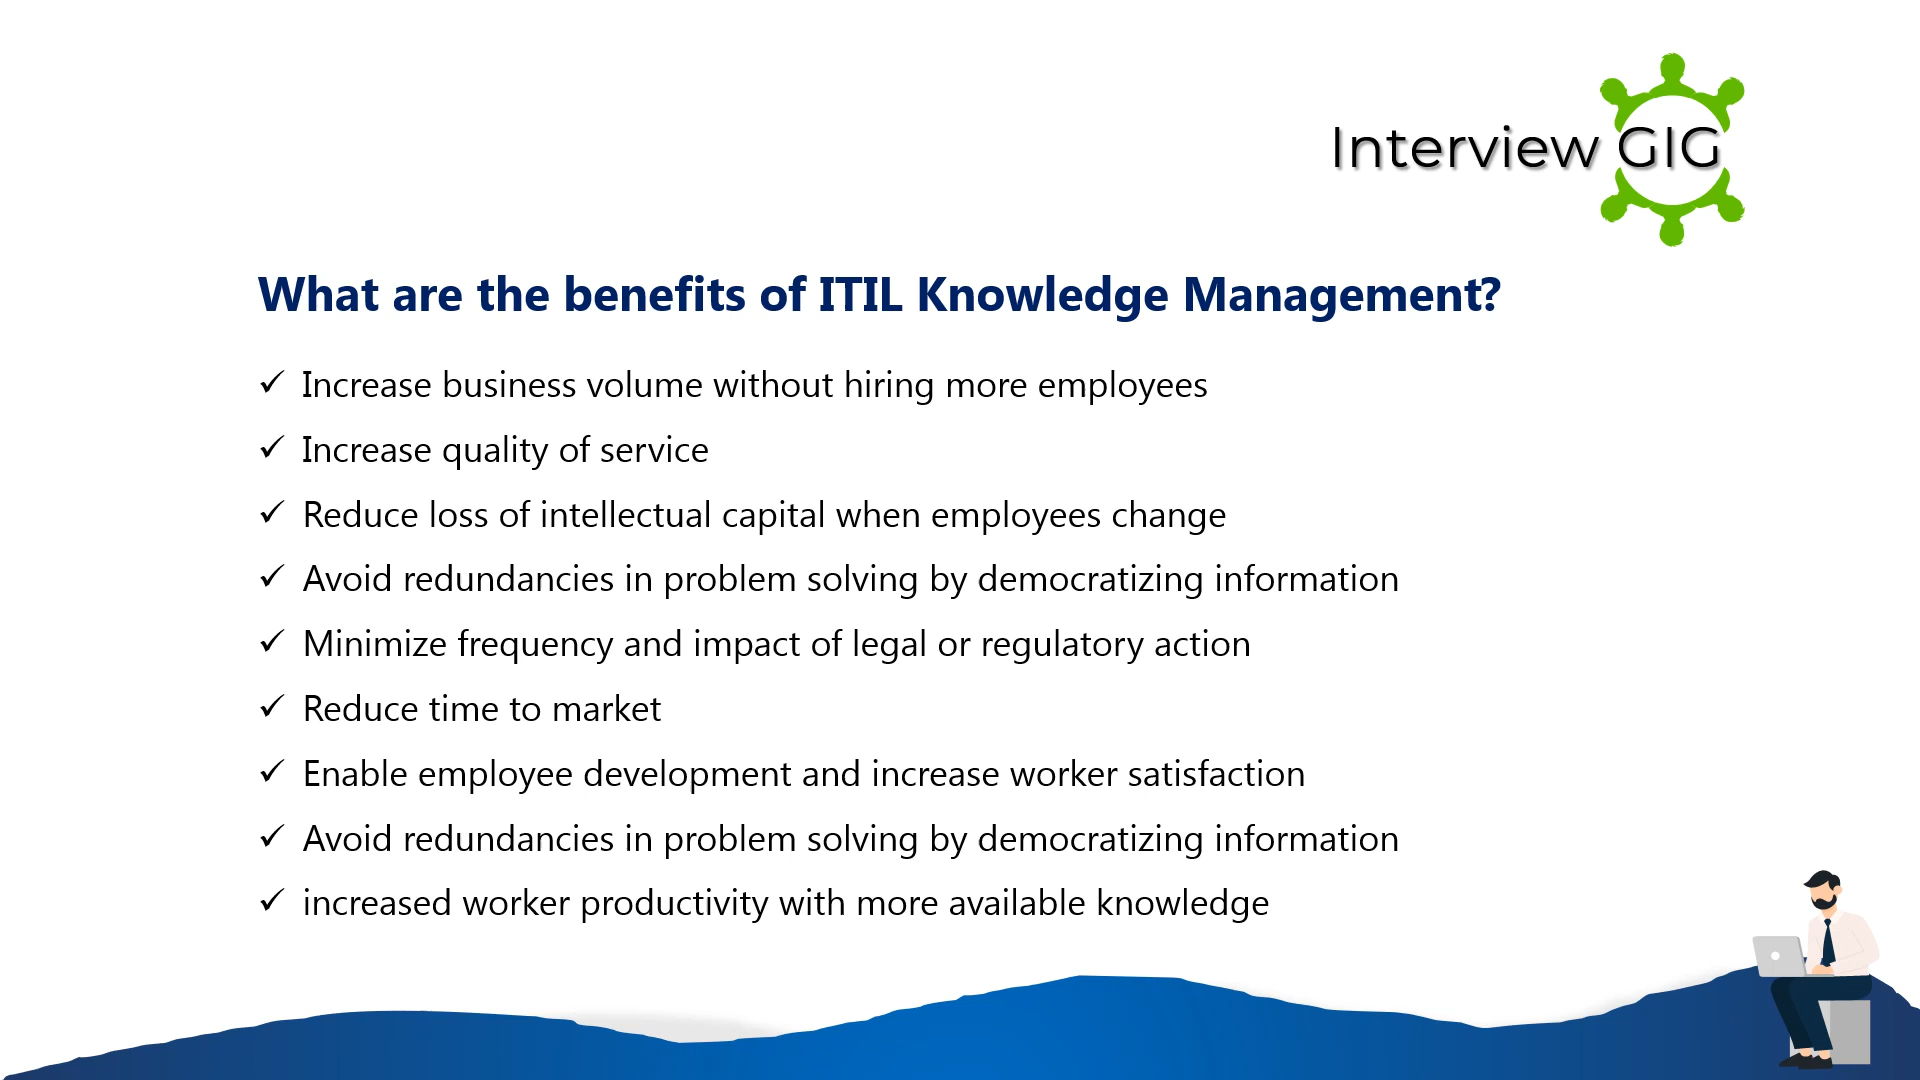 Interview GIG
What are the benefits of ITIL Knowledge Management?
✓ Increase business volume without hiring more employees
✓ Increase quality of service
✓ Reduce loss of intellectual capital when employees change
✓ Avoid redundancies in problem solving by democratizing information
✓ Minimize frequency and impact of legal or regulatory action
✓ Reduce time to market
✓ Enable employee development and increase worker satisfaction
✓ Avoid redundancies in problem solving by democratizing information
✓ increased worker productivity with more available knowledge